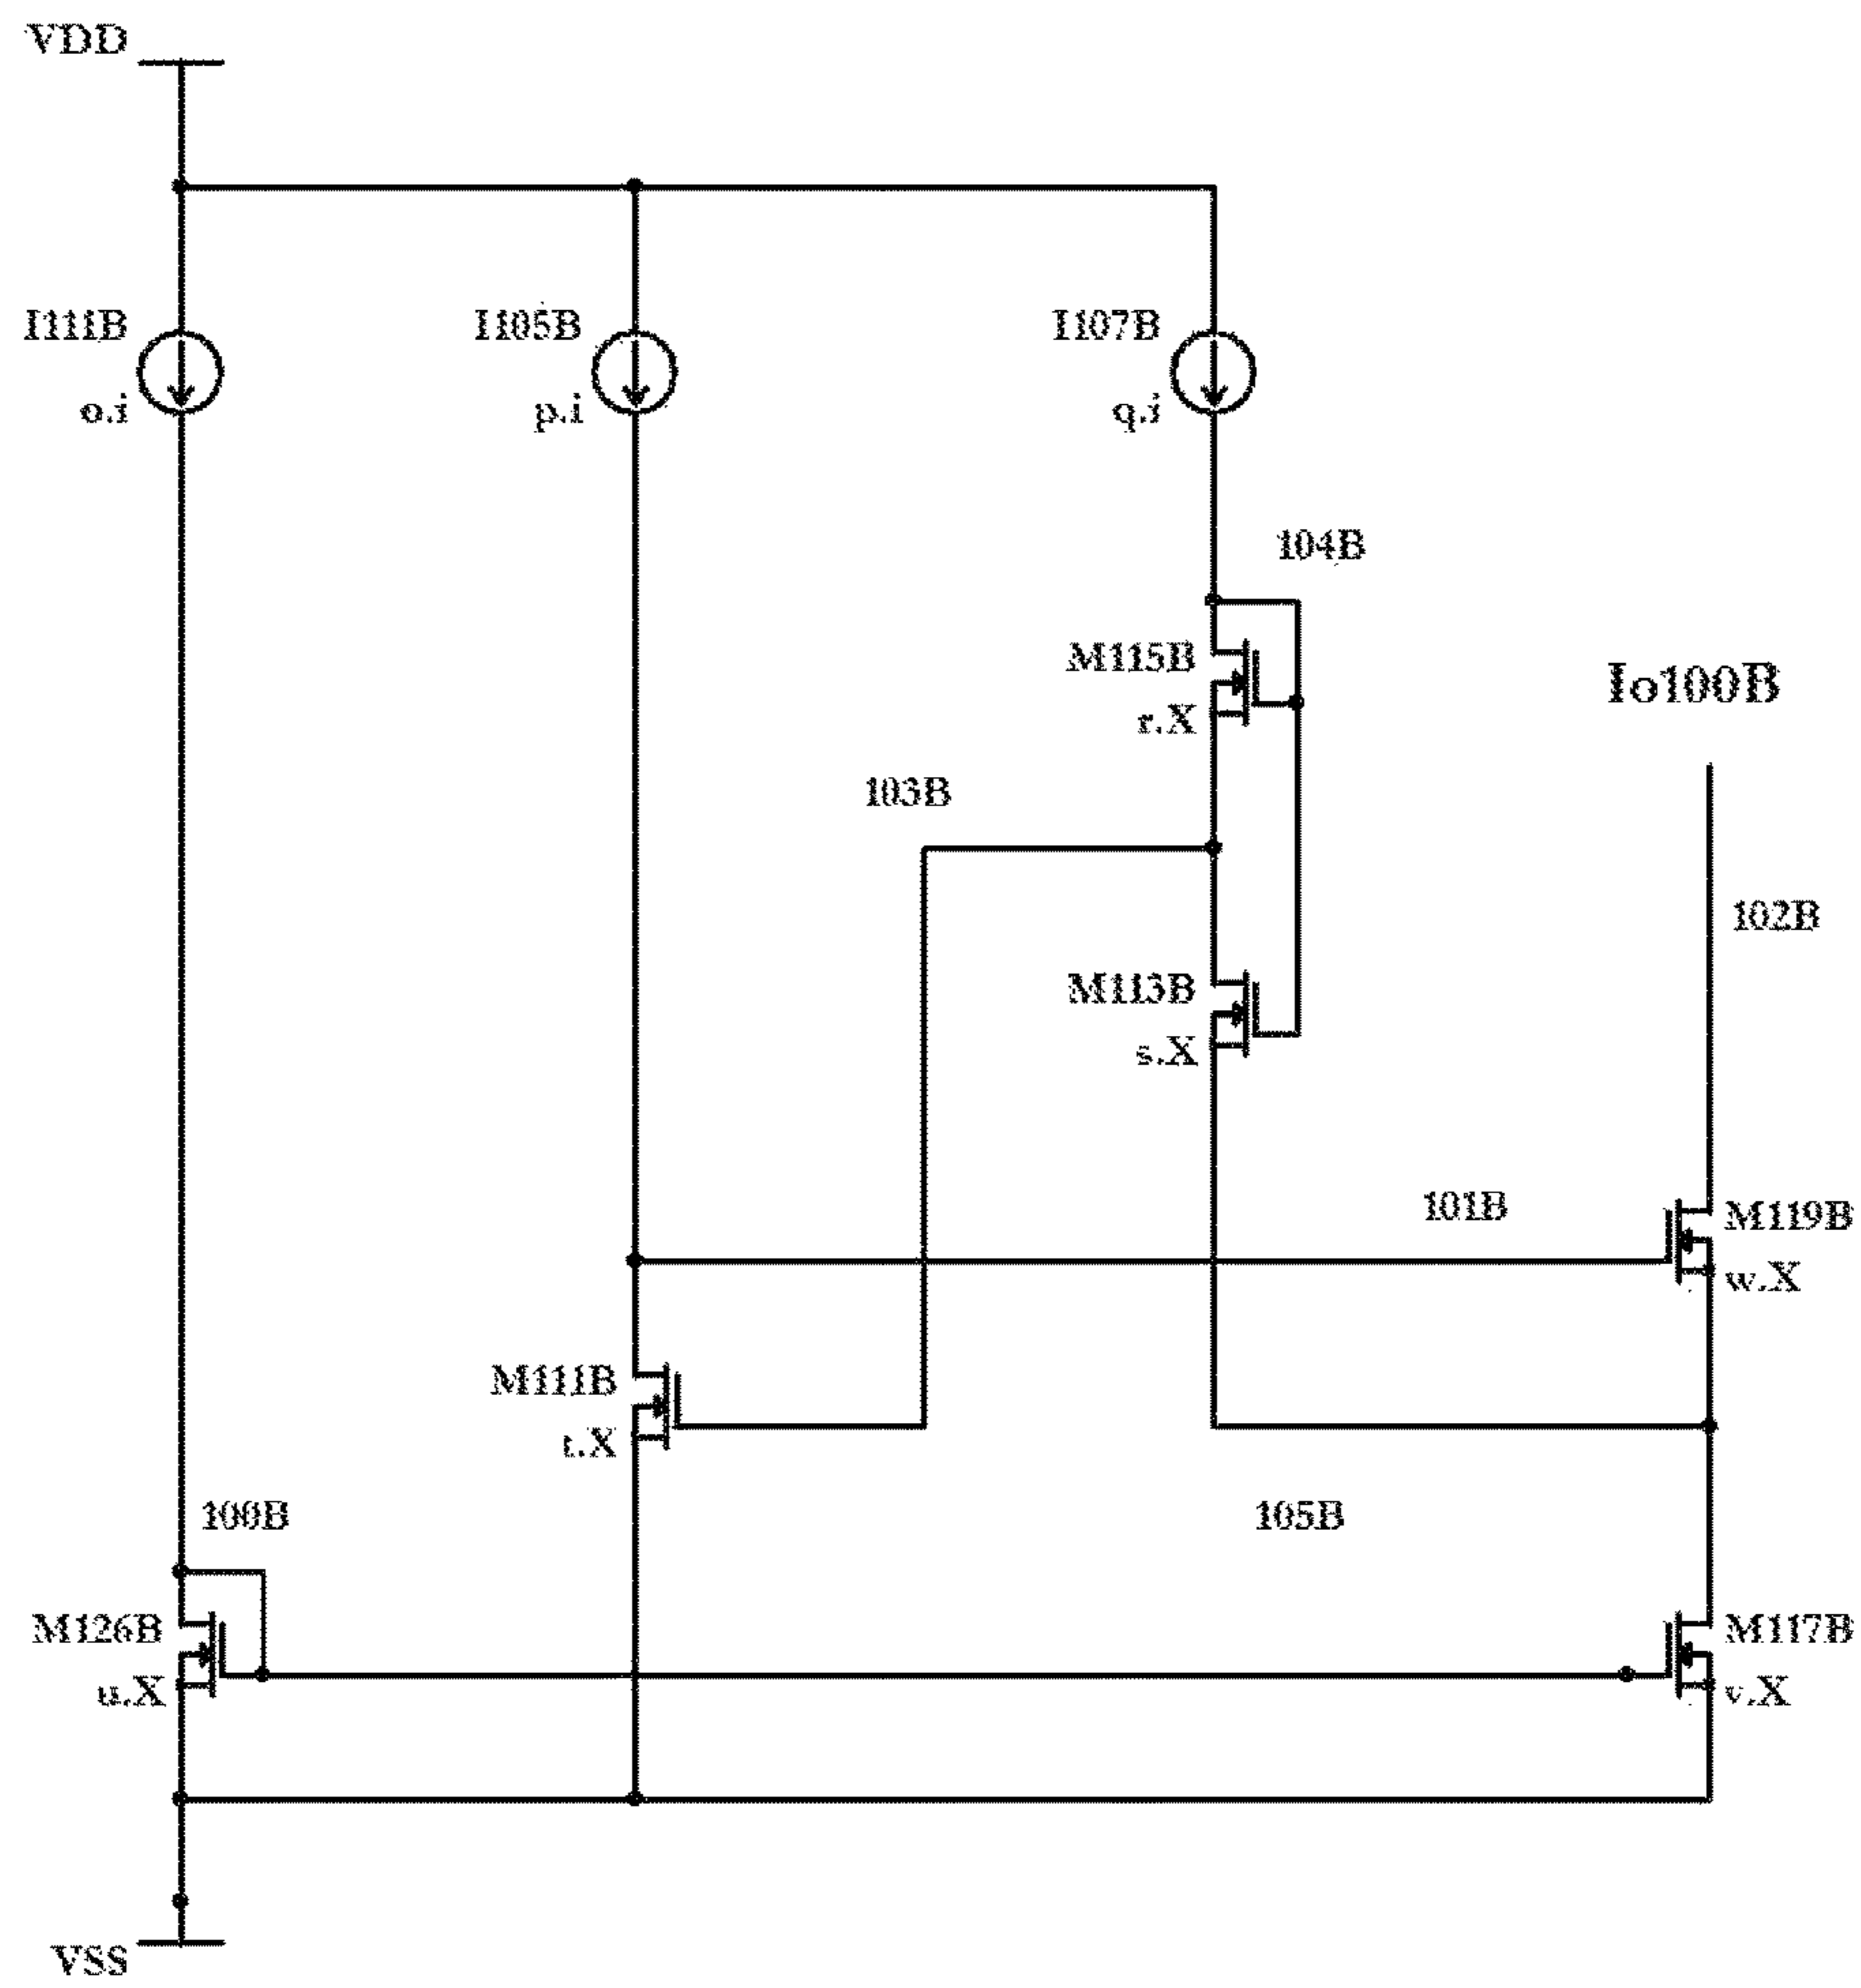 VDD
I111B
o.i
I105B
p.i
I107B
q.i
104B
M115B
r.X
Io100B
103B
102B
M113B
s.X
101B
M119B
w.X
M111B
t.X
100B
105B
M126B
u.X
M117B
v.X
VSS